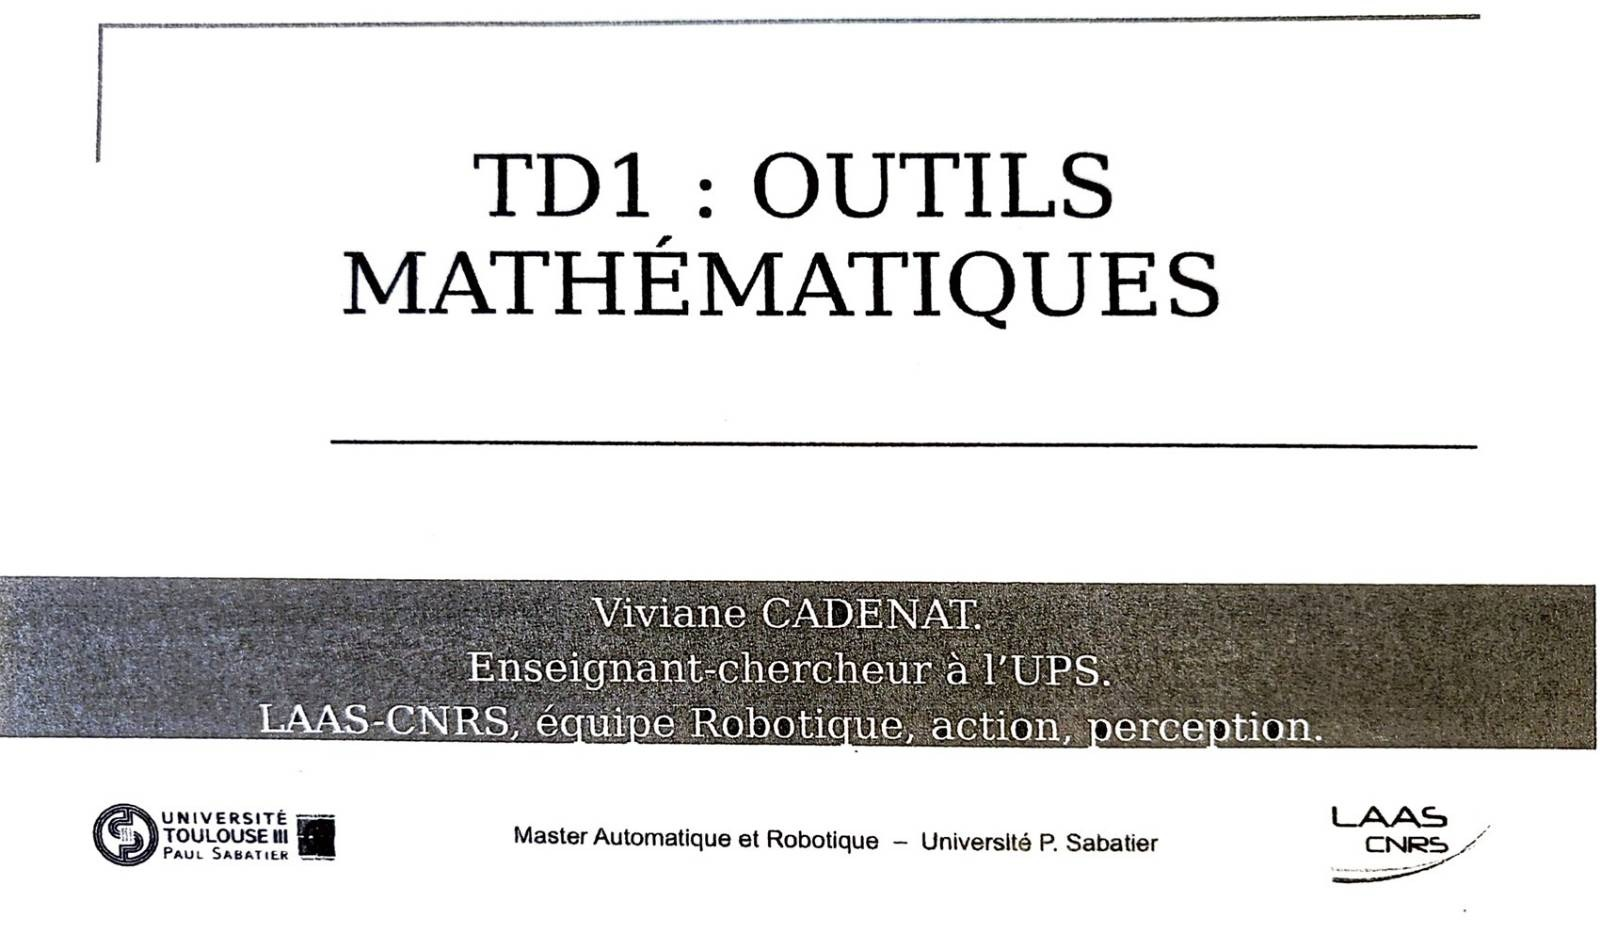 TD1 : OUTILS
MATHÉMATIQUES
Viviane CADENAT.
Enseignant-chercheur à l'UPS.
LAAS-CNRS, équipe Robotique, action, perception.
UNIVERSITÉ
TOULOUSE III
PAUL SABATIER
Master Automatique et Robotique – Université P. Sabatier
LAAS
CNRS